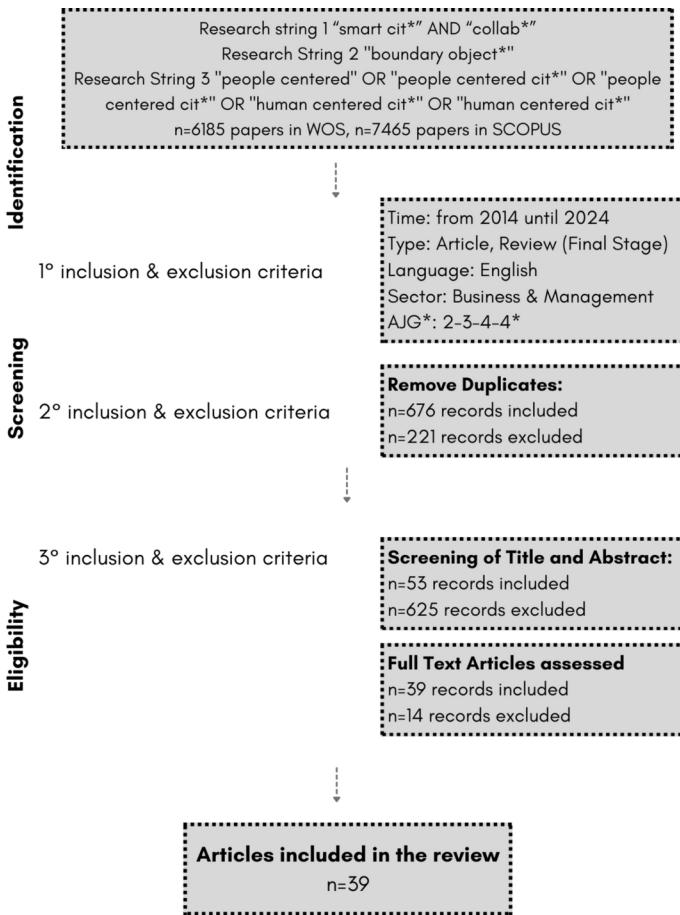 Research string 1 “smart cit*” AND “collab*”
Research String 2 "boundary object*"
Research String 3 "people centered" OR "people centered cit*" OR "people
centered cit*" OR "human centered cit*" OR "human centered cit*"
n=6185 papers in WOS, n=7465 papers in SCOPUS
Identification
1° inclusion & exclusion criteria
Time: from 2014 until 2024
Type: Article, Review (Final Stage)
Language: English
Sector: Business & Management
AJG*: 2-3-4-4*
Screening
2° inclusion & exclusion criteria
Remove Duplicates:
n=676 records included
n=221 records excluded
3° inclusion & exclusion criteria
Screening of Title and Abstract:
n=53 records included
n=625 records excluded
Eligibility
Full Text Articles assessed
n=39 records included
n=14 records excluded
Articles included in the review
n=39